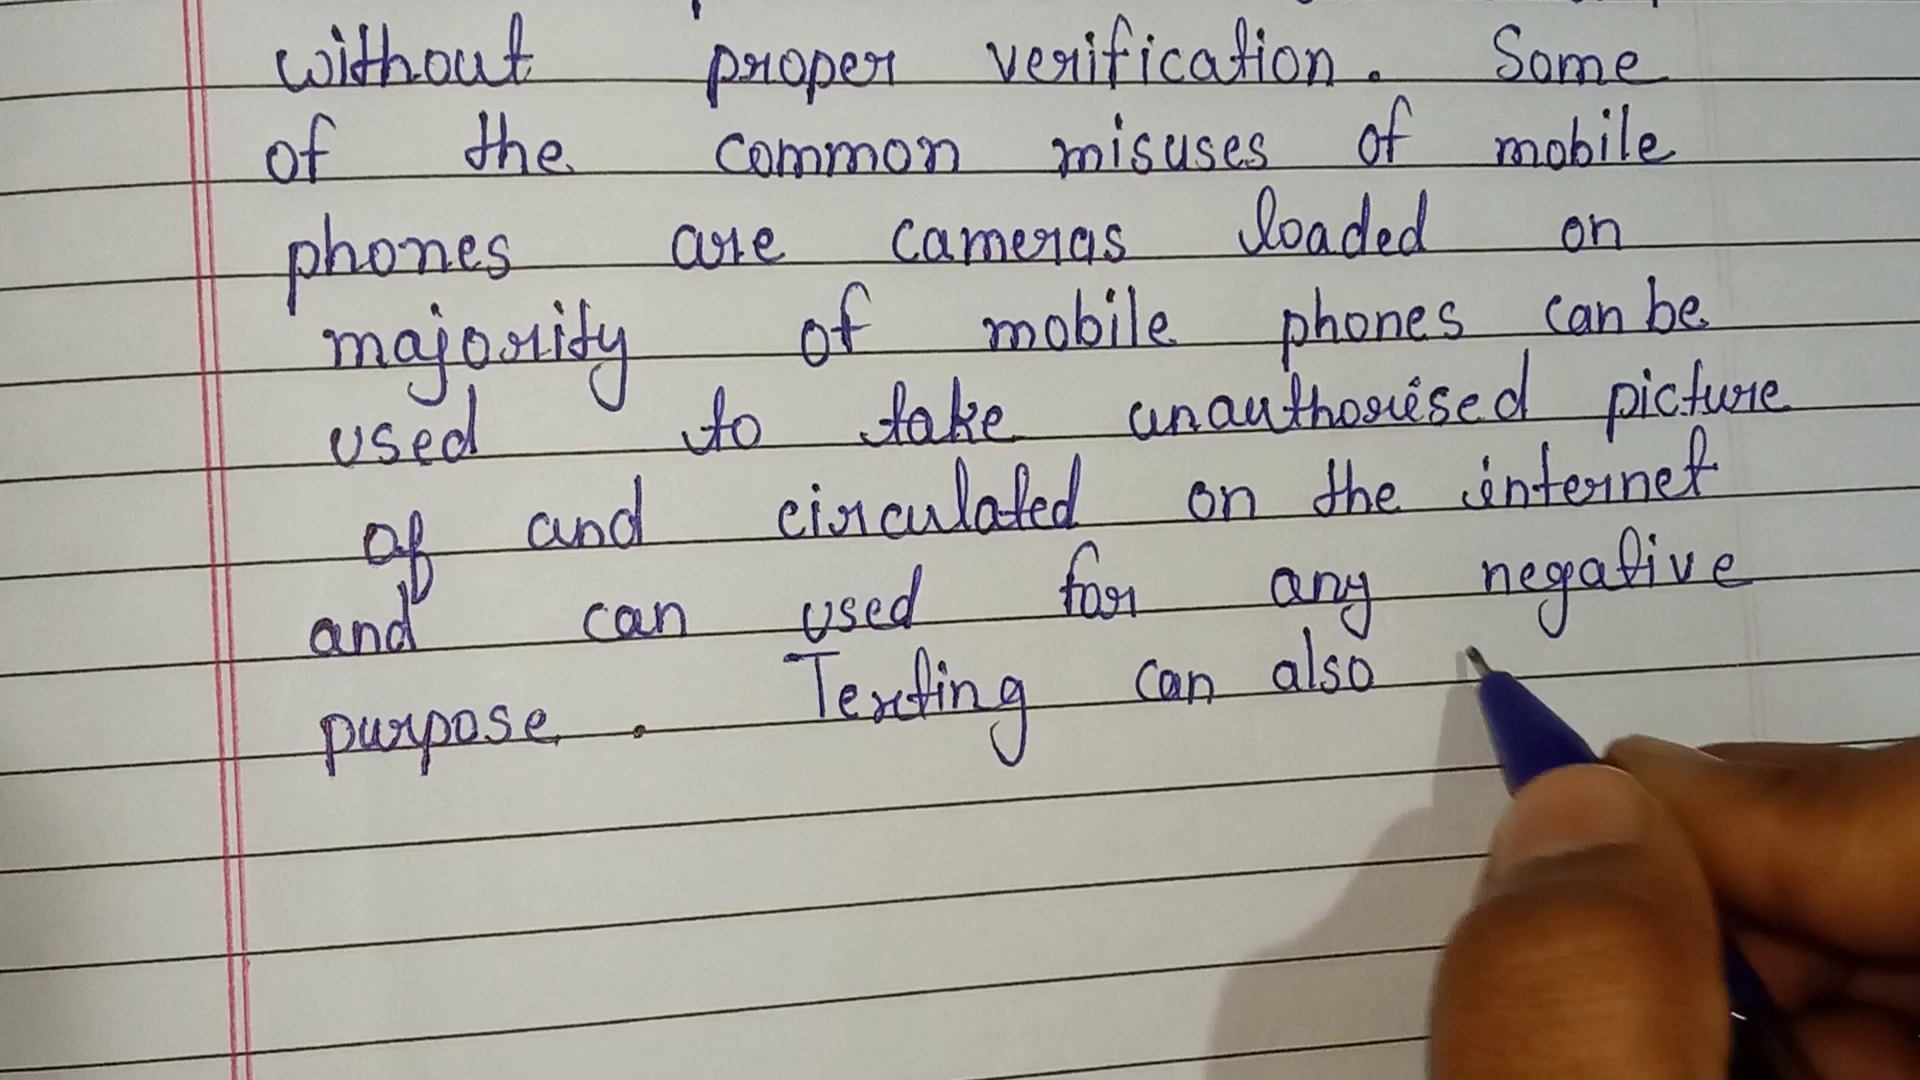 without proper verification. Some
of the common misuses of mobile
phones are cameras loaded on
majority of mobile phones can be
used to take unauthorised picture
of and circulated on the internet
and can used for any negative
purpose. Texting can also